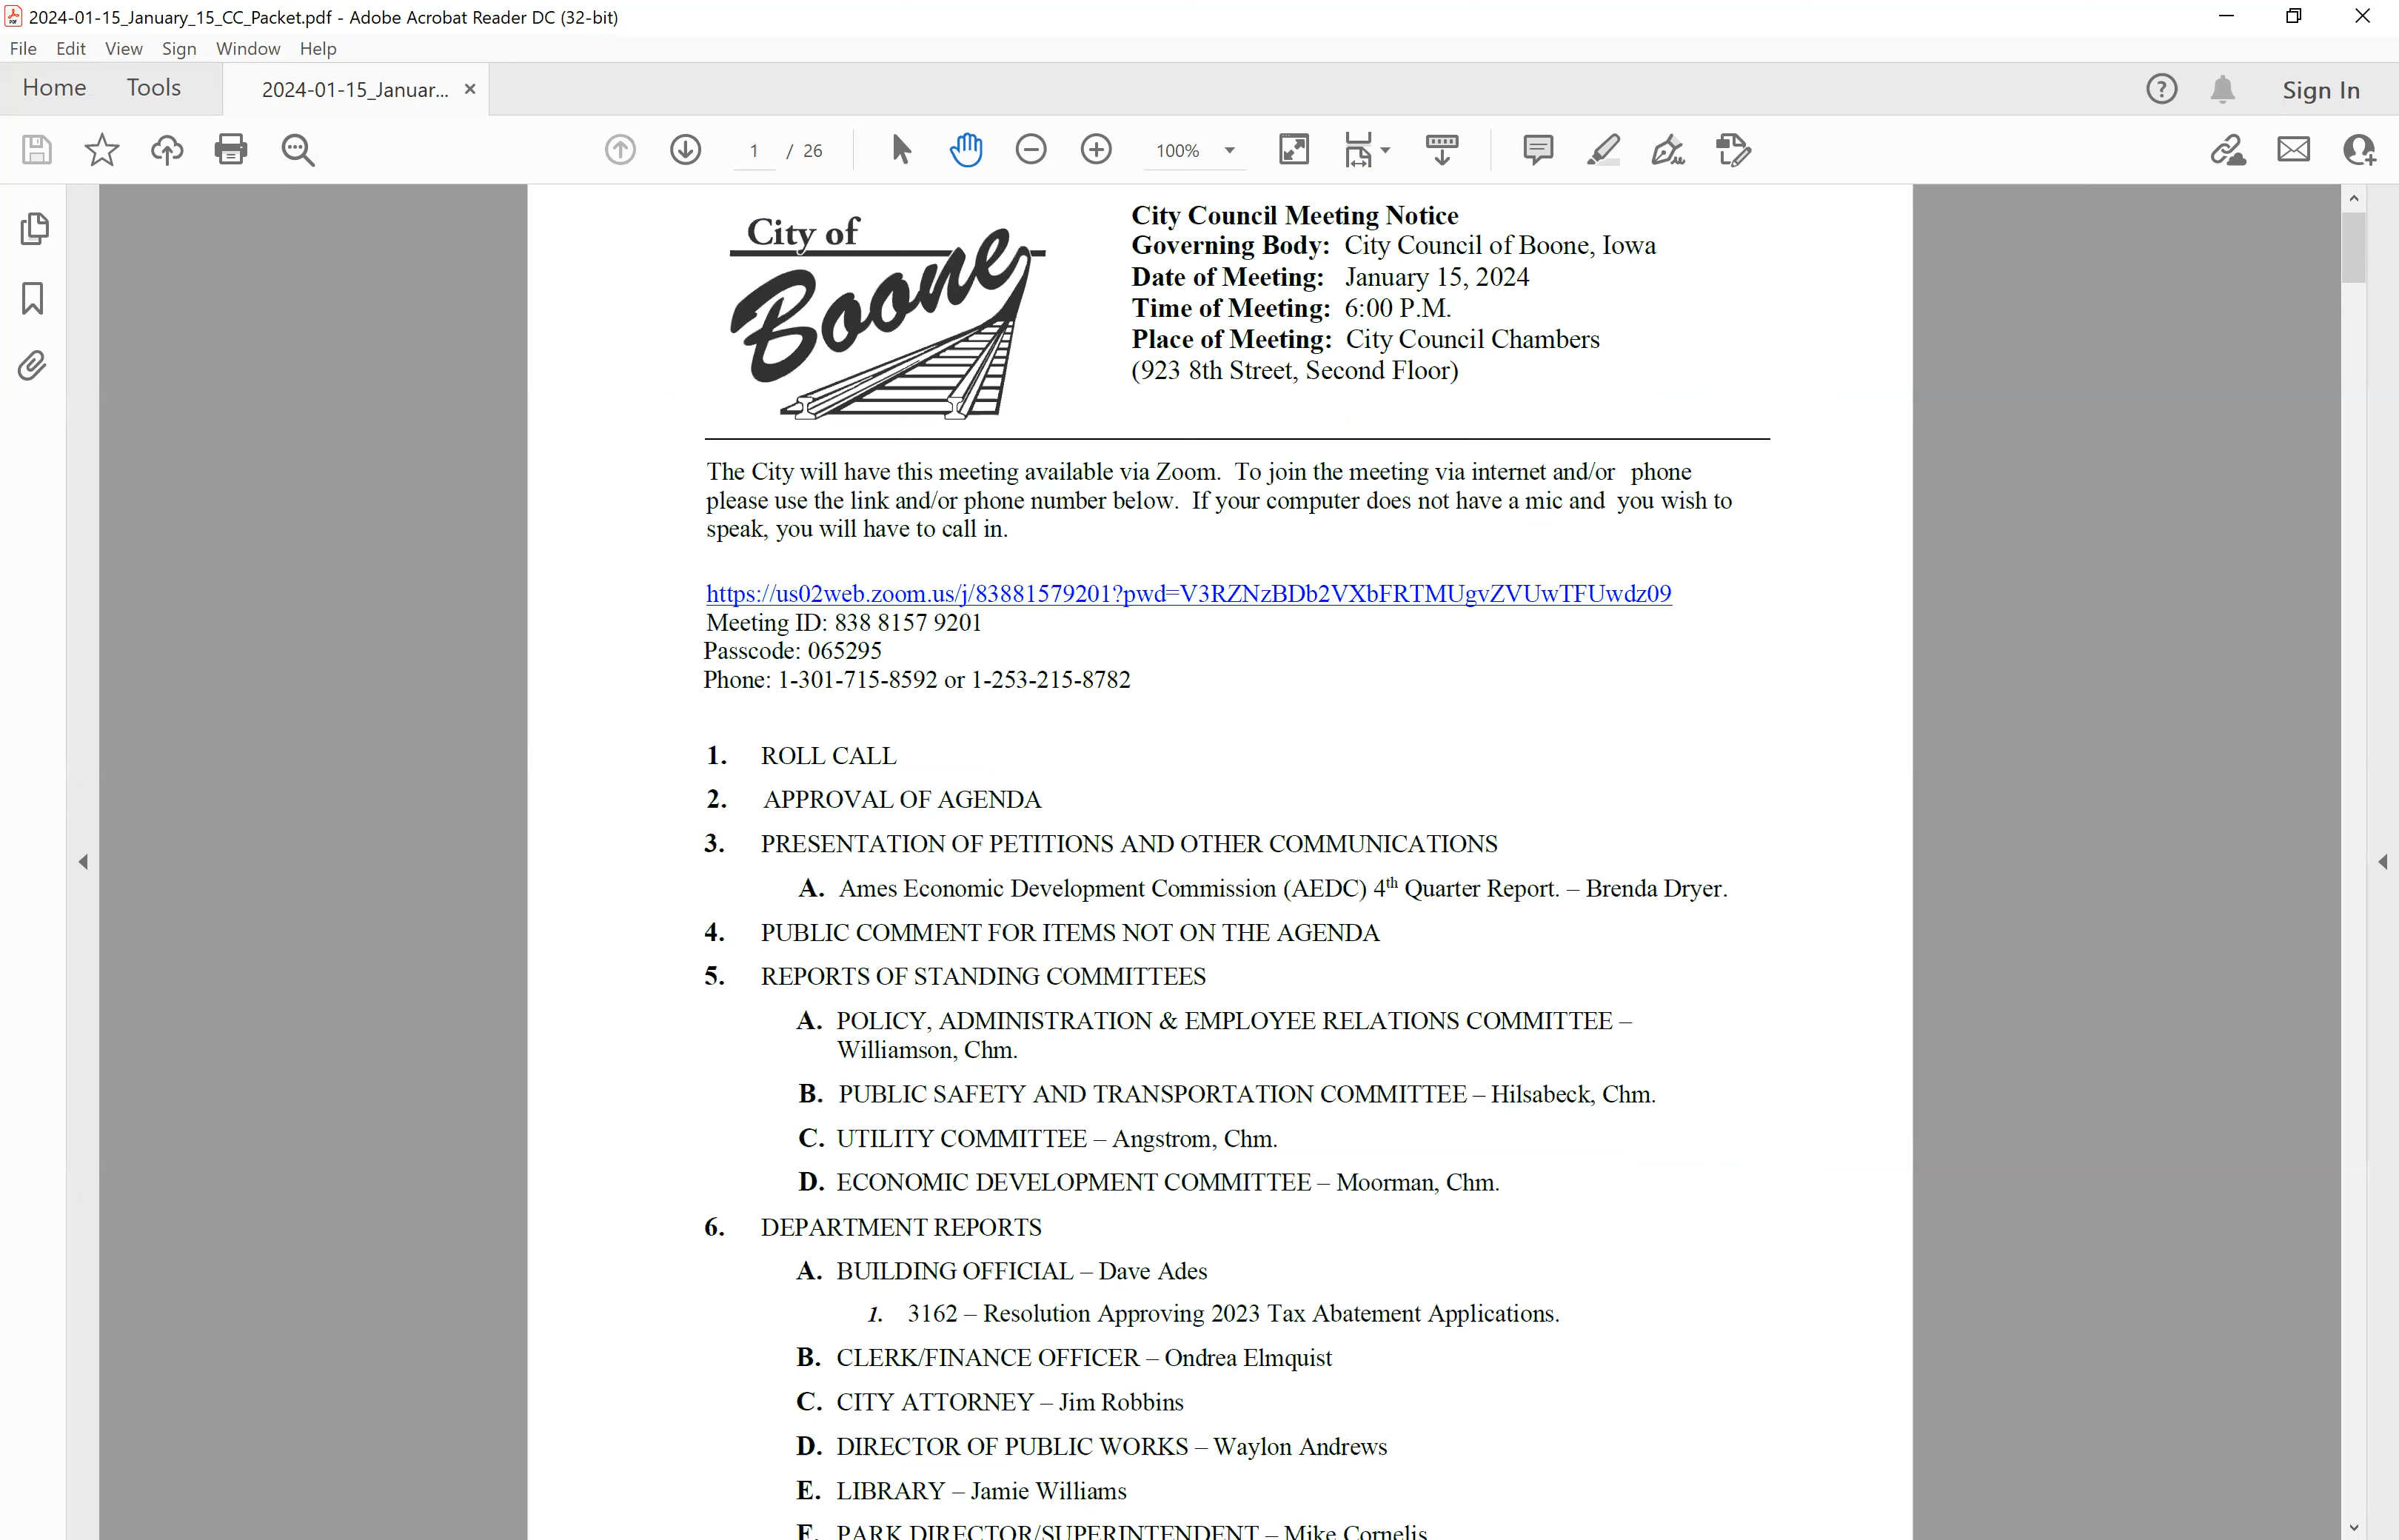 2024-01-15_January_15_CC_Packet.pdf - Adobe Acrobat Reader DC (32-bit)
File Edit View Sign Window Help
Home Tools 2024-01-15_Januar... Sign In
1 / 26 100%
City of
Boone
City Council Meeting Notice
Governing Body: City Council of Boone, Iowa
Date of Meeting: January 15, 2024
Time of Meeting: 6:00 P.M.
Place of Meeting: City Council Chambers
(923 8th Street, Second Floor)
The City will have this meeting available via Zoom. To join the meeting via internet and/or phone
please use the link and/or phone number below. If your computer does not have a mic and you wish to
speak, you will have to call in.
https://us02web.zoom.us/j/83881579201?pwd=V3RZNzBDb2VXbFRTMUgvZVUwTFUwdz09
Meeting ID: 838 8157 9201
Passcode: 065295
Phone: 1-301-715-8592 or 1-253-215-8782
1. ROLL CALL
2. APPROVAL OF AGENDA
3. PRESENTATION OF PETITIONS AND OTHER COMMUNICATIONS
A. Ames Economic Development Commission (AEDC) 4th Quarter Report. – Brenda Dryer.
4. PUBLIC COMMENT FOR ITEMS NOT ON THE AGENDA
5. REPORTS OF STANDING COMMITTEES
A. POLICY, ADMINISTRATION & EMPLOYEE RELATIONS COMMITTEE –
Williamson, Chm.
B. PUBLIC SAFETY AND TRANSPORTATION COMMITTEE – Hilsabeck, Chm.
C. UTILITY COMMITTEE – Angstrom, Chm.
D. ECONOMIC DEVELOPMENT COMMITTEE – Moorman, Chm.
6. DEPARTMENT REPORTS
A. BUILDING OFFICIAL – Dave Ades
1. 3162 – Resolution Approving 2023 Tax Abatement Applications.
B. CLERK/FINANCE OFFICER – Ondrea Elmquist
C. CITY ATTORNEY – Jim Robbins
D. DIRECTOR OF PUBLIC WORKS – Waylon Andrews
E. LIBRARY – Jamie Williams
F. PARK DIRECTOR/SUPERINTENDENT – Mike Cornelis